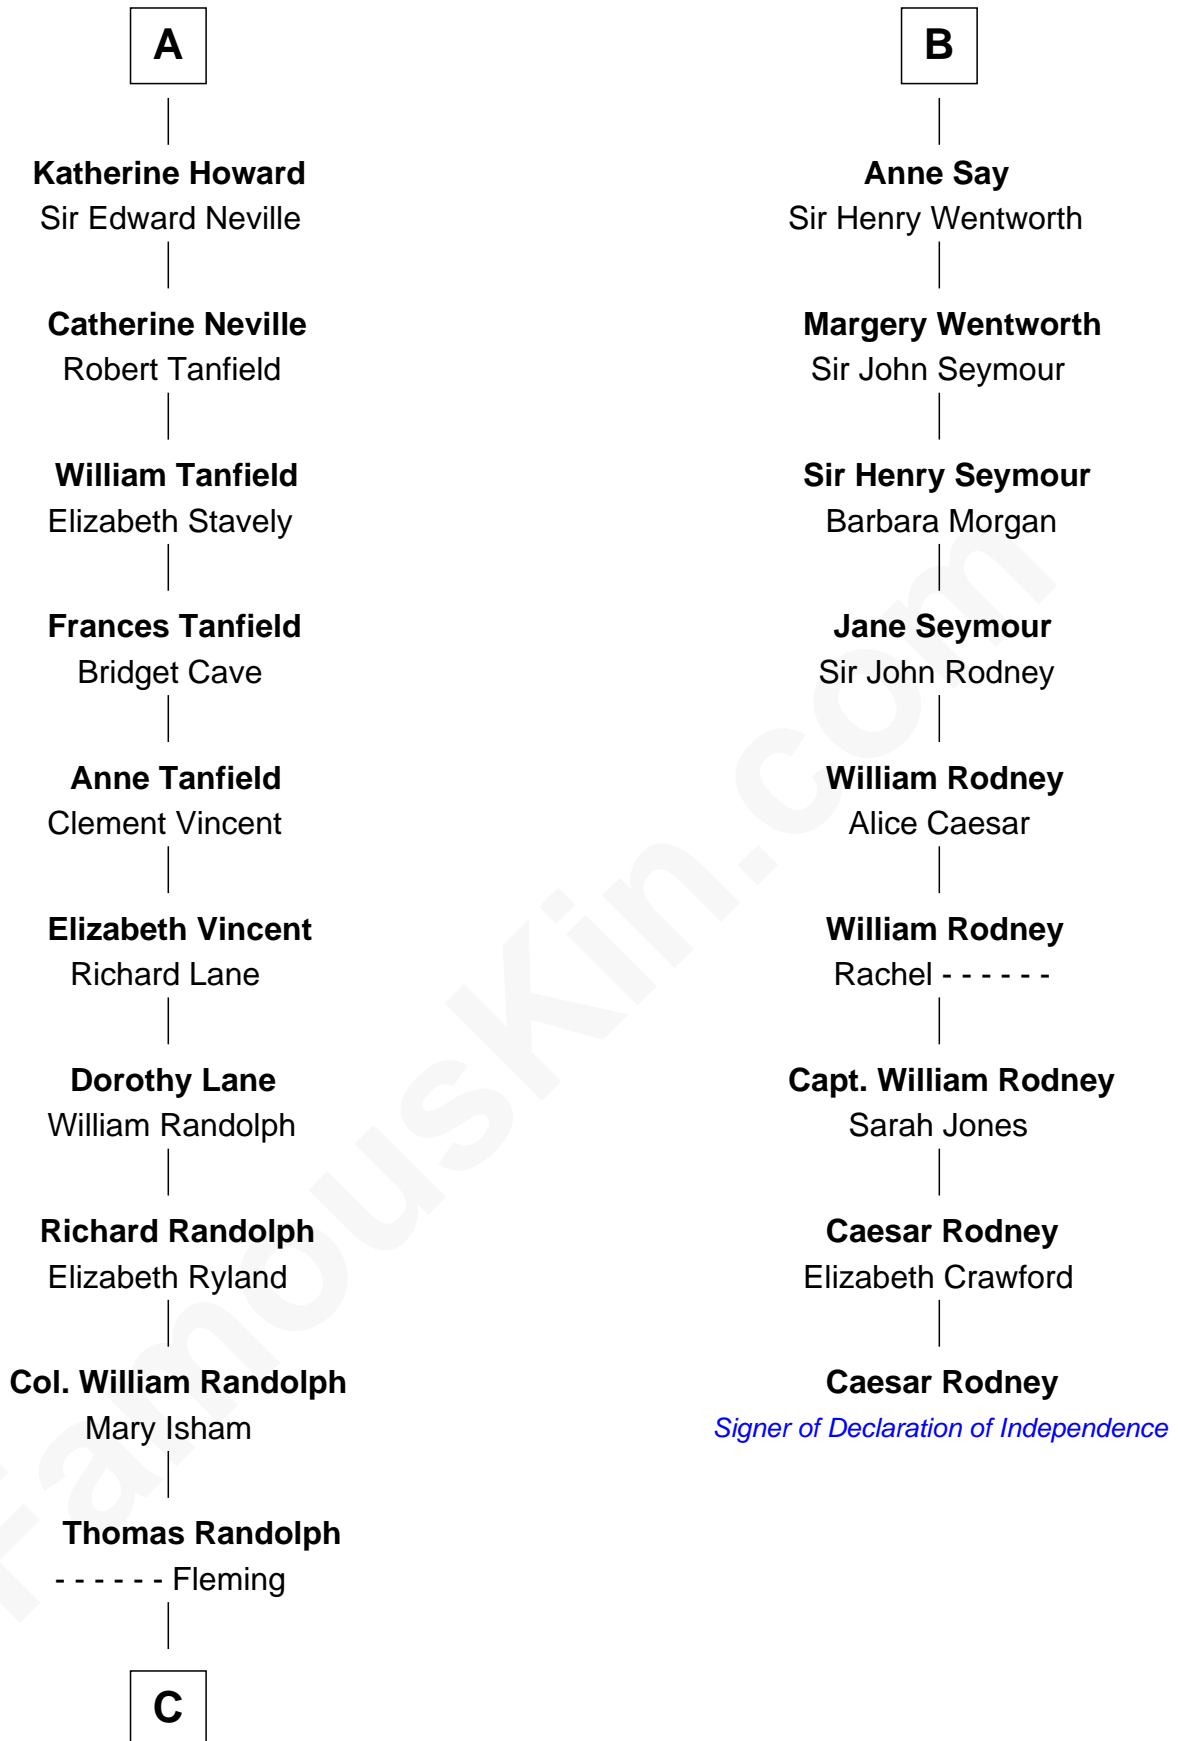 A
Katherine Howard
Sir Edward Neville
Catherine Neville
Robert Tanfield
William Tanfield
Elizabeth Stavely
Frances Tanfield
Bridget Cave
Anne Tanfield
Clement Vincent
Elizabeth Vincent
Richard Lane
Dorothy Lane
William Randolph
Richard Randolph
Elizabeth Ryland
Col. William Randolph
Mary Isham
Thomas Randolph
- - - - - - Fleming
C
B
Anne Say
Sir Henry Wentworth
Margery Wentworth
Sir John Seymour
Sir Henry Seymour
Barbara Morgan
Jane Seymour
Sir John Rodney
William Rodney
Alice Caesar
William Rodney
Rachel - - - - - -
Capt. William Rodney
Sarah Jones
Caesar Rodney
Elizabeth Crawford
Caesar Rodney
Signer of Declaration of Independence
FamousKin.com